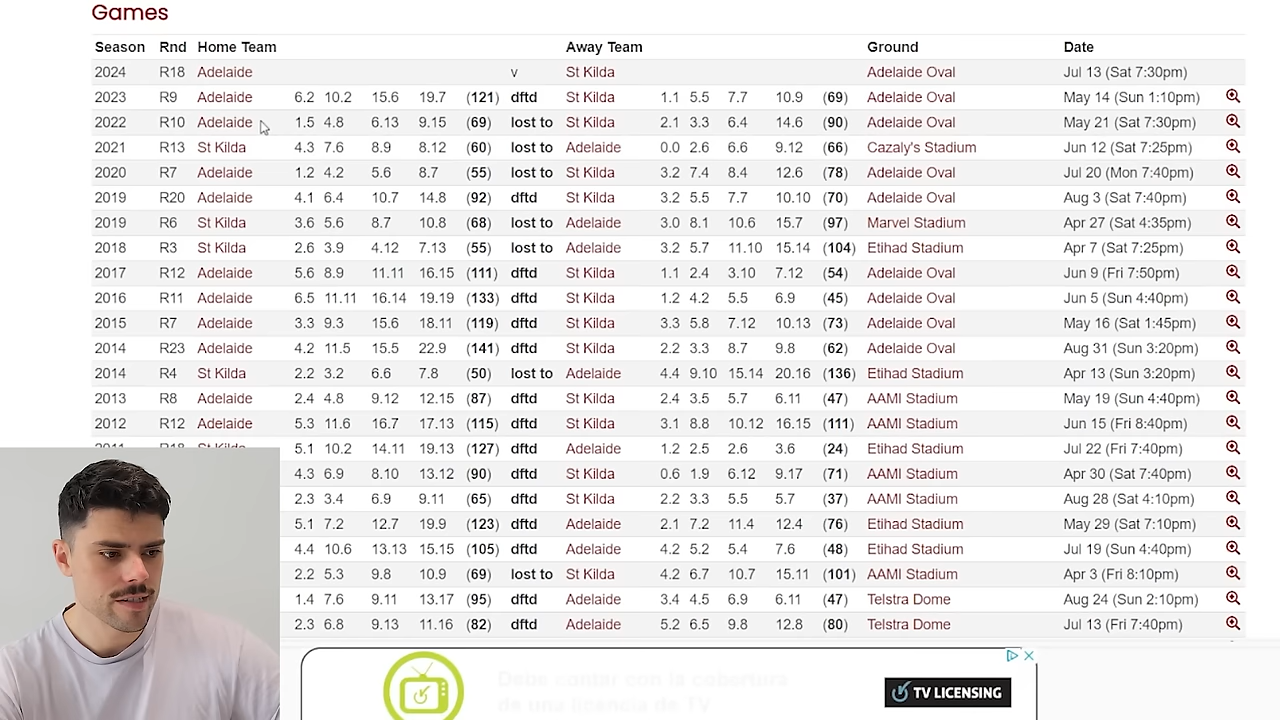 Games
Season Rnd Home Team Away Team Ground Date
2024 R18 Adelaide v St Kilda Adelaide Oval Jul 13 (Sat 7:30pm)
2023 R9 Adelaide 6.2 10.2 15.6 19.7 (121) dftd St Kilda 1.1 5.5 7.7 10.9 (69) Adelaide Oval May 14 (Sun 1:10pm)
2022 R10 Adelaide 1.5 4.8 6.13 9.15 (69) lost to St Kilda 2.1 3.3 6.4 14.6 (90) Adelaide Oval May 21 (Sat 7:30pm)
2021 R13 St Kilda 4.3 7.6 8.9 8.12 (60) lost to Adelaide 0.0 2.6 6.6 9.12 (66) Cazaly's Stadium Jun 12 (Sat 7:25pm)
2020 R7 Adelaide 1.2 4.2 5.6 8.7 (55) lost to St Kilda 3.2 7.4 8.4 12.6 (78) Adelaide Oval Jul 20 (Mon 7:40pm)
2019 R20 Adelaide 4.1 6.4 10.7 14.8 (92) dftd St Kilda 3.2 5.5 7.7 10.10 (70) Adelaide Oval Aug 3 (Sat 7:40pm)
2019 R6 St Kilda 3.6 5.6 8.7 10.8 (68) lost to Adelaide 3.0 8.1 10.6 15.7 (97) Marvel Stadium Apr 27 (Sat 4:35pm)
2018 R3 St Kilda 2.6 3.9 4.12 7.13 (55) lost to Adelaide 3.2 5.7 11.10 15.14 (104) Etihad Stadium Apr 7 (Sat 7:25pm)
2017 R12 Adelaide 5.6 8.9 11.11 16.15 (111) dftd St Kilda 1.1 2.4 3.10 7.12 (54) Adelaide Oval Jun 9 (Fri 7:50pm)
2016 R11 Adelaide 6.5 11.11 16.14 19.19 (133) dftd St Kilda 1.2 4.2 5.5 6.9 (45) Adelaide Oval Jun 5 (Sun 4:40pm)
2015 R7 Adelaide 3.3 9.3 15.6 18.11 (119) dftd St Kilda 3.3 5.8 7.12 10.13 (73) Adelaide Oval May 16 (Sat 1:45pm)
2014 R23 Adelaide 4.2 11.5 15.5 22.9 (141) dftd St Kilda 2.2 3.3 8.7 9.8 (62) Adelaide Oval Aug 31 (Sun 3:20pm)
2014 R4 St Kilda 2.2 3.2 6.6 7.8 (50) lost to Adelaide 4.4 9.10 15.14 20.16 (136) Etihad Stadium Apr 13 (Sun 3:20pm)
2013 R8 Adelaide 2.4 4.8 9.12 12.15 (87) dftd St Kilda 2.4 3.5 5.7 6.11 (47) AAMI Stadium May 19 (Sun 4:40pm)
2012 R12 Adelaide 5.3 11.6 16.7 17.13 (115) dftd St Kilda 3.1 8.8 10.12 16.15 (111) AAMI Stadium Jun 15 (Fri 8:40pm)
2011 R18 St Kilda 5.1 10.2 14.11 19.13 (127) dftd Adelaide 1.2 2.5 2.6 3.6 (24) Etihad Stadium Jul 22 (Fri 7:40pm)
4.3 6.9 8.10 13.12 (90) dftd St Kilda 0.6 1.9 6.12 9.17 (71) AAMI Stadium Apr 30 (Sat 7:40pm)
2.3 3.4 6.9 9.11 (65) dftd St Kilda 2.2 3.3 5.5 5.7 (37) AAMI Stadium Aug 28 (Sat 4:10pm)
5.1 7.2 12.7 19.9 (123) dftd Adelaide 2.1 7.2 11.4 12.4 (76) Etihad Stadium May 29 (Sat 7:10pm)
4.4 10.6 13.13 15.15 (105) dftd Adelaide 4.2 5.2 5.4 7.6 (48) Etihad Stadium Jul 19 (Sun 4:40pm)
2.2 5.3 9.8 10.9 (69) lost to St Kilda 4.2 6.7 10.7 15.11 (101) AAMI Stadium Apr 3 (Fri 8:10pm)
1.4 7.6 9.11 13.17 (95) dftd Adelaide 3.4 4.5 6.9 6.11 (47) Telstra Dome Aug 24 (Sun 2:10pm)
2.3 6.8 9.13 11.16 (82) dftd Adelaide 5.2 6.5 9.8 12.8 (80) Telstra Dome Jul 13 (Fri 7:40pm)
Debe contar con la cobertura
de una licencia de TV
TV LICENSING